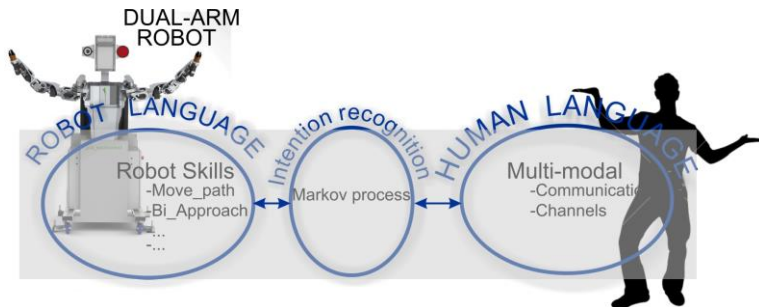 DUAL-ARM
ROBOT
ROBOT LANGUAGE
Intention recognition
HUMAN LANGUAGE
Robot Skills
-Move_path
-Bi_Approach
-...
-...
Markov process
Multi-modal
-Communicatio
-Channels